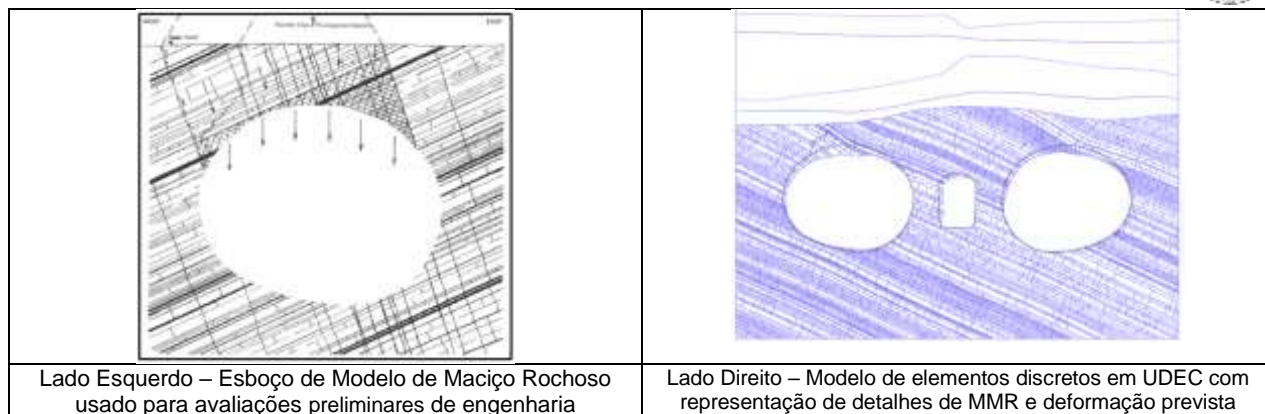 Lado Esquerdo – Esboço de Modelo de Maciço Rochoso
usado para avaliações preliminares de engenharia
Lado Direito – Modelo de elementos discretos em UDEC com
representação de detalhes de MMR e deformação prevista